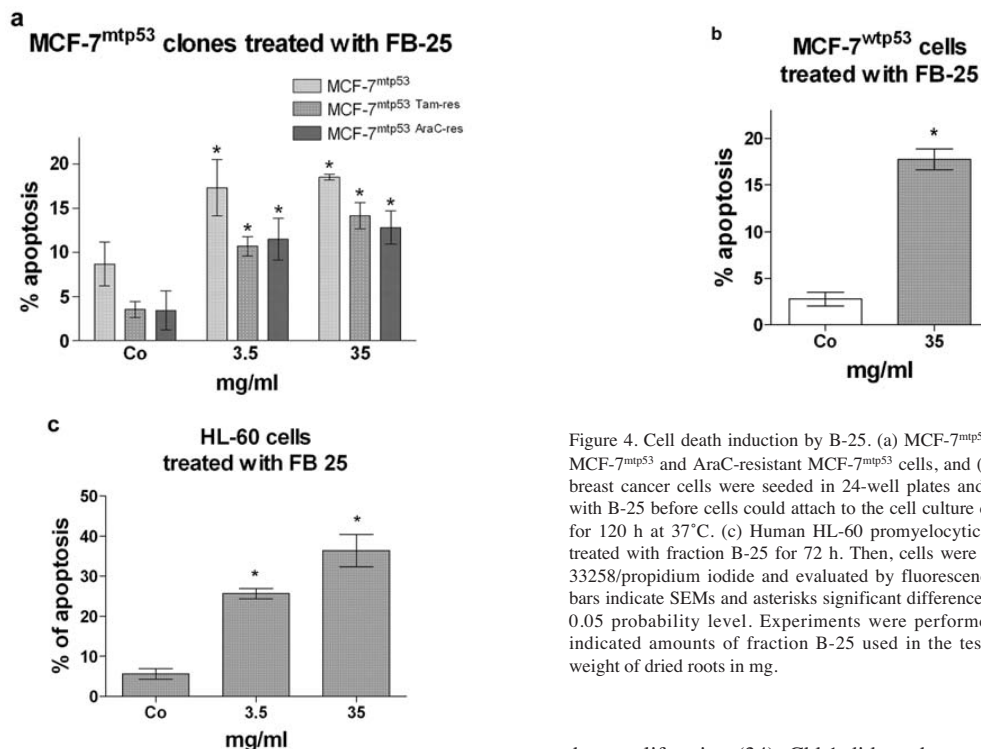 a
MCF-7mtp53 clones treated with FB-25
MCF-7mtp53
MCF-7mtp53 Tam-res
MCF-7mtp53 AraC-res
% apoptosis
20
15
10
5
0
* * * * * *
Co 3.5 35
mg/ml
b
MCF-7wtp53 cells
treated with FB-25
% apoptosis
20
15
10
5
0
*
Co 35
mg/ml
c
HL-60 cells
treated with FB 25
% of apoptosis
50
40
30
20
10
0
* *
Co 3.5 35
mg/ml
Figure 4. Cell death induction by B-25. (a) MCF-7mtp5
MCF-7mtp53 and AraC-resistant MCF-7mtp53 cells, and (
breast cancer cells were seeded in 24-well plates and
with B-25 before cells could attach to the cell culture
for 120 h at 37˚C. (c) Human HL-60 promyelocytic
treated with fraction B-25 for 72 h. Then, cells were
33258/propidium iodide and evaluated by fluorescen
bars indicate SEMs and asterisks significant difference
0.05 probability level. Experiments were performe
indicated amounts of fraction B-25 used in the tes
weight of dried roots in mg.